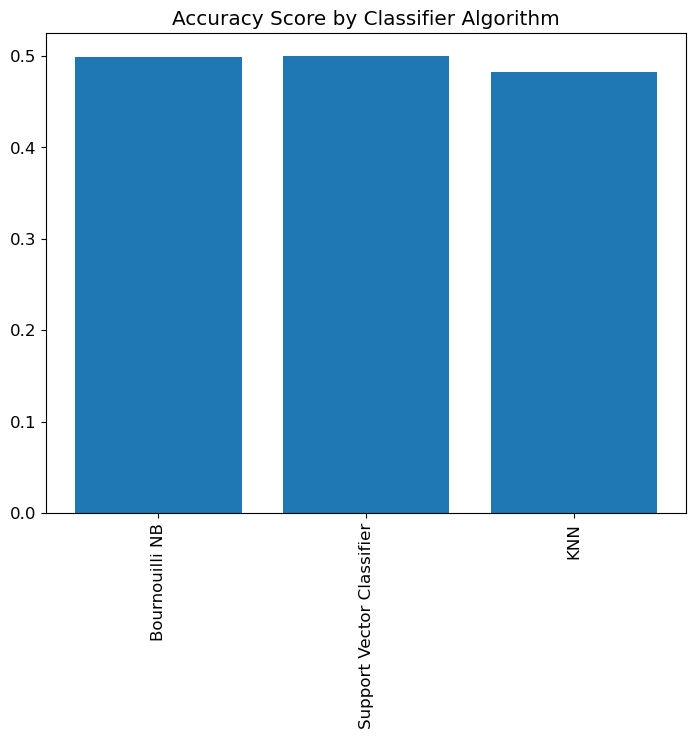 Accuracy Score by Classifier Algorithm
0.5
0.4
0.3
0.2
0.1
0.0
Bournouilli NB
Support Vector Classifier
KNN